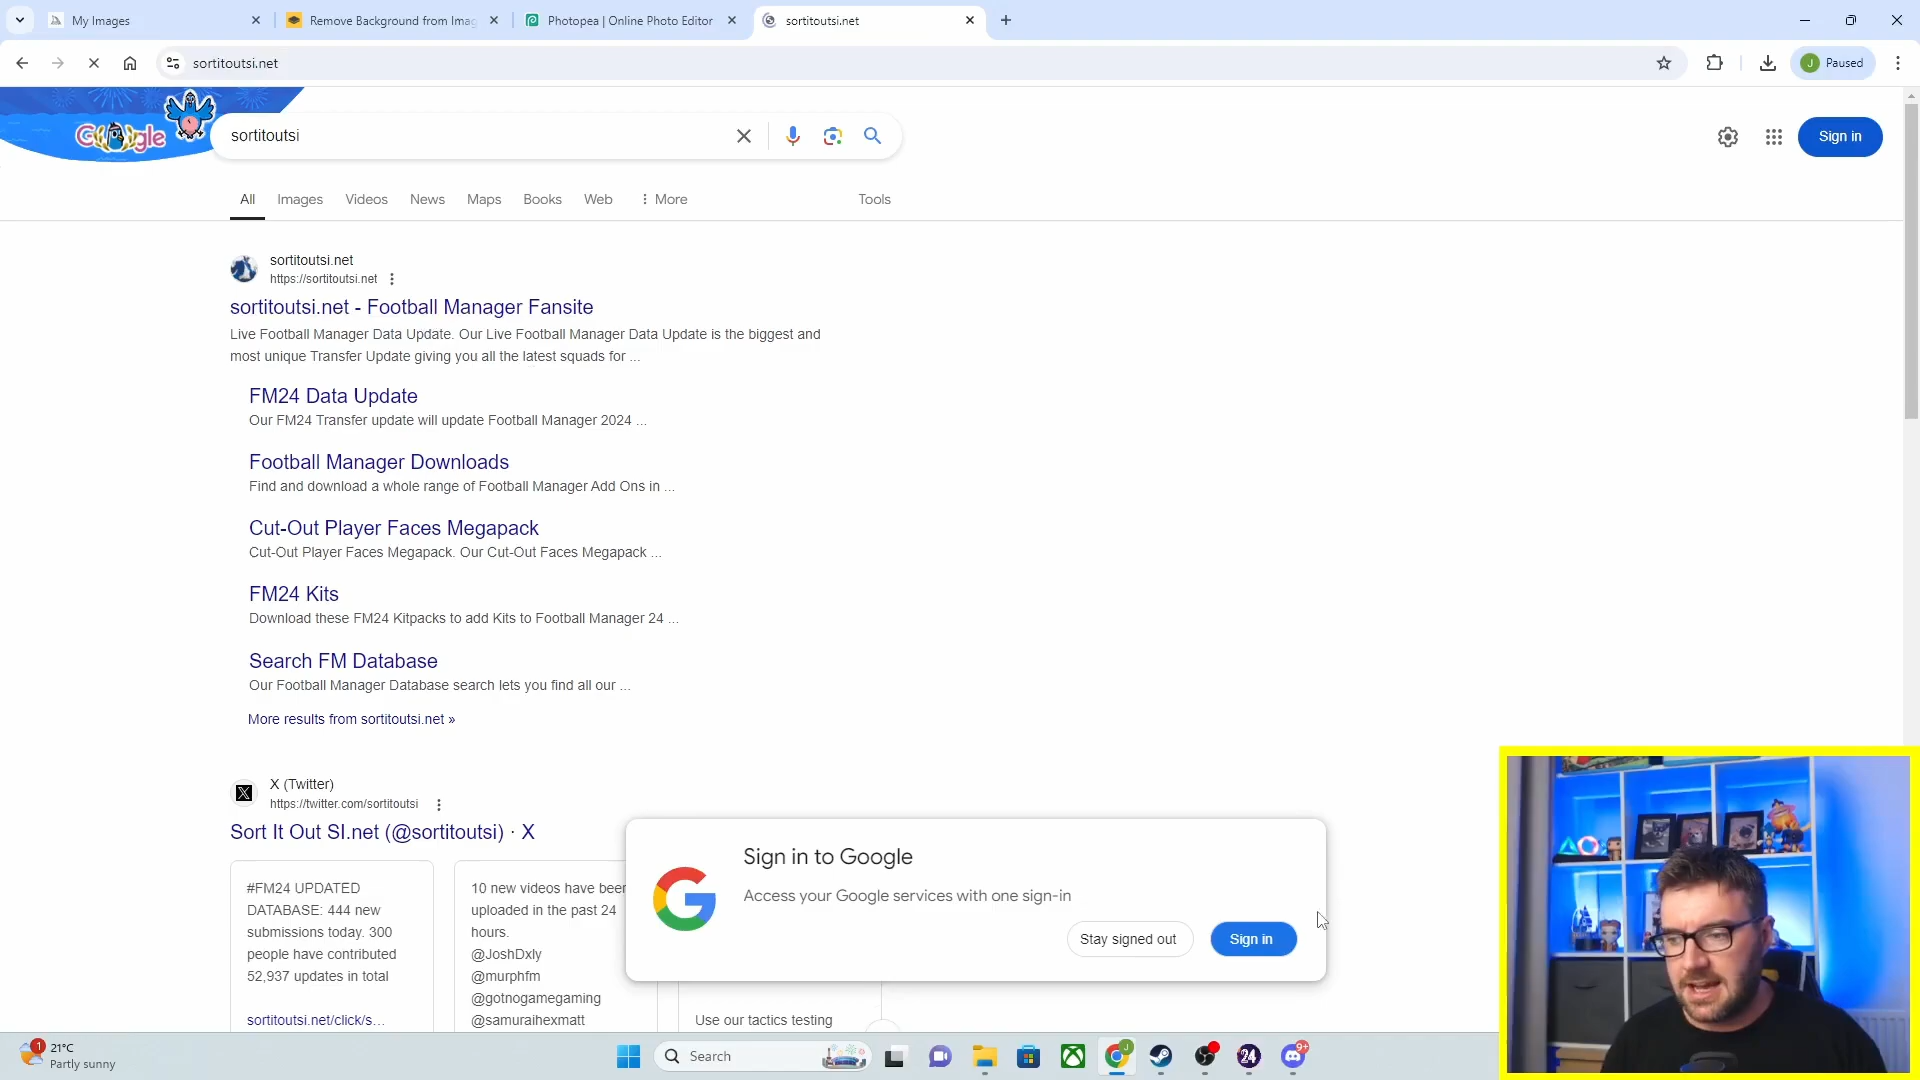 My Images
Remove Background from Imag
Photopea | Online Photo Editor
sortitoutsi.net
sortitoutsi.net
J Paused
Google
sortitoutsi
Sign in
All Images Videos News Maps Books Web More Tools
sortitoutsi.net
https://sortitoutsi.net
sortitoutsi.net - Football Manager Fansite
Live Football Manager Data Update. Our Live Football Manager Data Update is the biggest and
most unique Transfer Update giving you all the latest squads for ...
FM24 Data Update
Our FM24 Transfer update will update Football Manager 2024 ...
Football Manager Downloads
Find and download a whole range of Football Manager Add Ons in ...
Cut-Out Player Faces Megapack
Cut-Out Player Faces Megapack. Our Cut-Out Faces Megapack ...
FM24 Kits
Download these FM24 Kitpacks to add Kits to Football Manager 24 ...
Search FM Database
Our Football Manager Database search lets you find all our ...
More results from sortitoutsi.net »
X (Twitter)
https://twitter.com/sortitoutsi
Sort It Out SI.net (@sortitoutsi) · X
#FM24 UPDATED
DATABASE: 444 new
submissions today. 300
people have contributed
52,937 updates in total
sortitoutsi.net/click/s...
10 new videos have been
uploaded in the past 24
hours.
@JoshDxly
@murphfm
@gotnogamegaming
@samuraihexmatt
Use our tactics testing
Sign in to Google
Access your Google services with one sign-in
Stay signed out
Sign in
1
21°C
Partly sunny
Search
J
24
9+